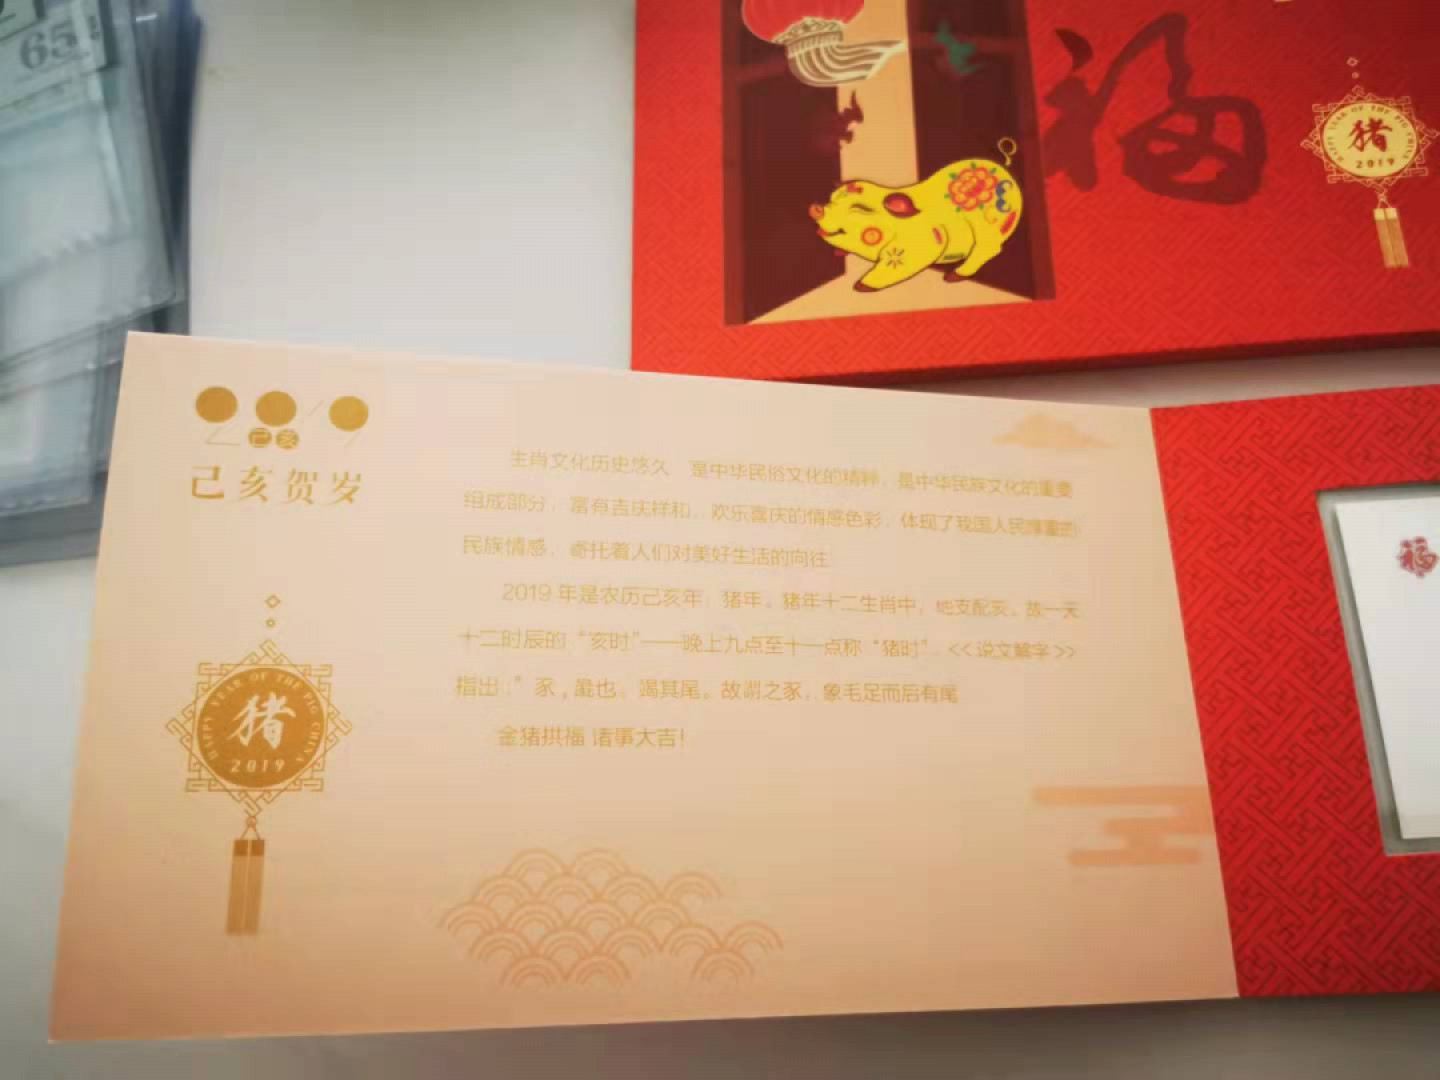 65
福
HAPPY YEAR OF THE PIG CHINA
猪
2019
2019
己亥
己亥贺岁
生肖文化历史悠久 是中华民俗文化的精粹，是中华民族文化的重要
组成部分，富有吉庆祥和、欢乐喜庆的情感色彩，体现了我国人民厚重的
民族情感，寄托着人们对美好生活的向往
2019 年是农历己亥年，猪年。猪年十二生肖中，地支配亥。故一天
十二时辰的“亥时”——晚上九点至十一点称“猪时”。<<说文解字>>
指出：”豕，彘也。竭其尾。故谓之豕。象毛足而后有尾
金猪拱福 诸事大吉！
HAPPY YEAR OF THE PIG CHINA
猪
2019
福